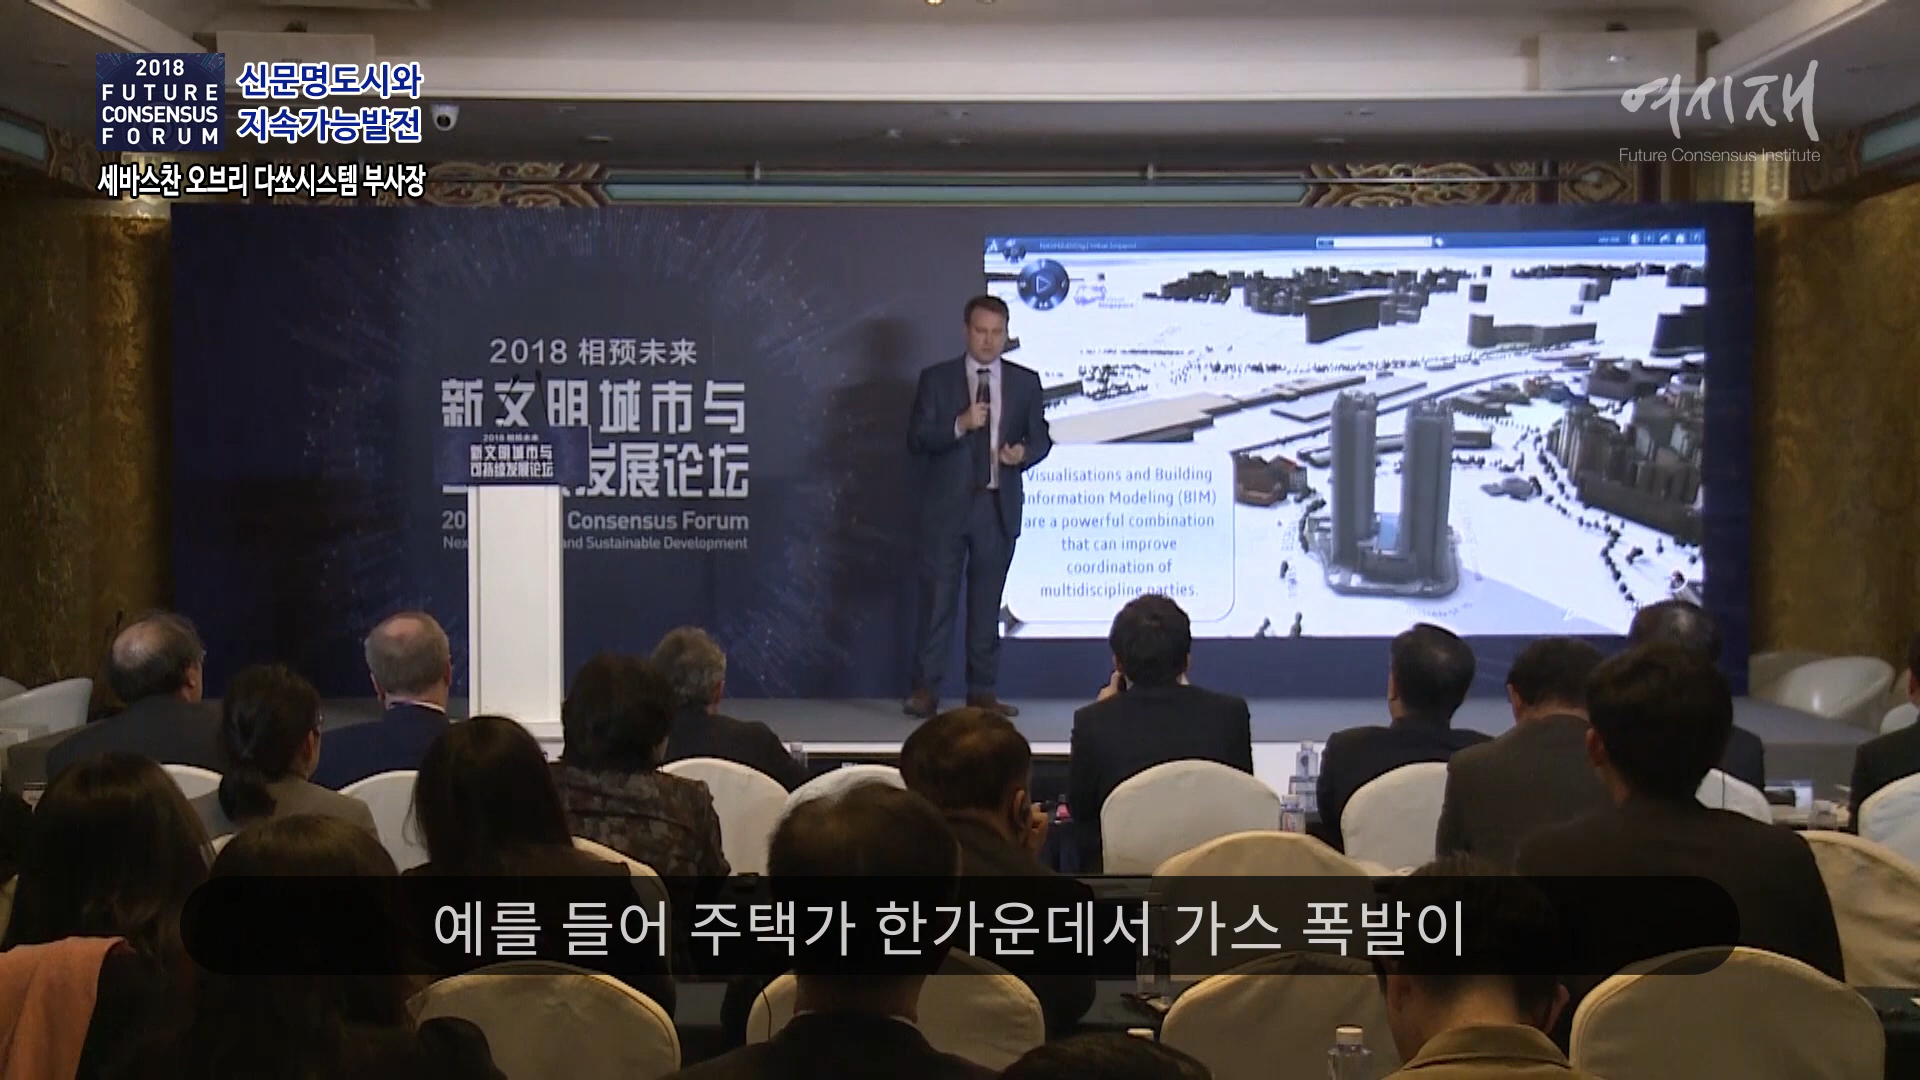 2018
FUTURE
CONSENSUS
FORUM
신문명도시와
지속가능발전
세바스찬 오브리 다쏘시스템 부사장
여시재
Future Consensus Institute
2018 相预未来
新文明城市与
发展论坛
20
Consensus Forum
and Sustainable Development
2018 相预未来
新文明城市与
可持续发展论坛
Visualisations and Building
Information Modeling (BIM)
are a powerful combination
that can improve
coordination of
multidiscipline parties.
예를 들어 주택가 한가운데서 가스 폭발이